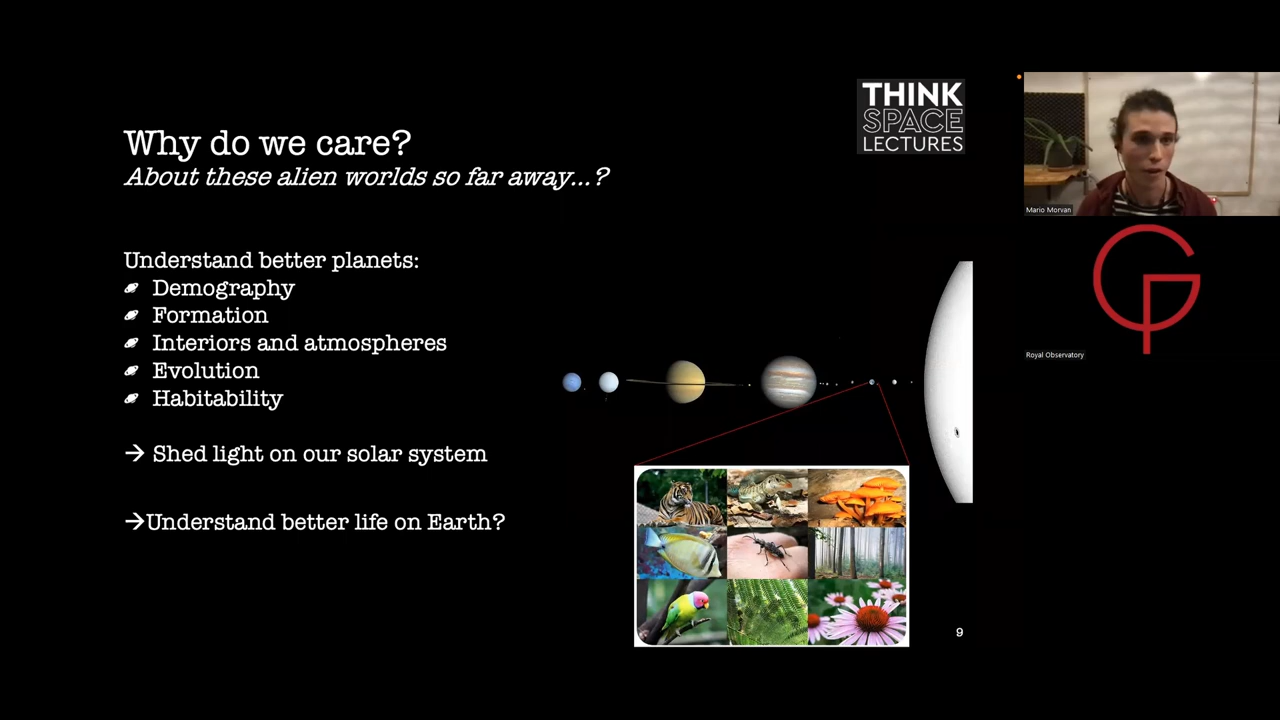 Why do we care?
About these alien worlds so far away...?
THINK
SPACE
LECTURES
Understand better planets:
Demography
Formation
Interiors and atmospheres
Evolution
Habitability
→ Shed light on our solar system
→Understand better life on Earth?
9
Mario Morvan
Royal Observatory